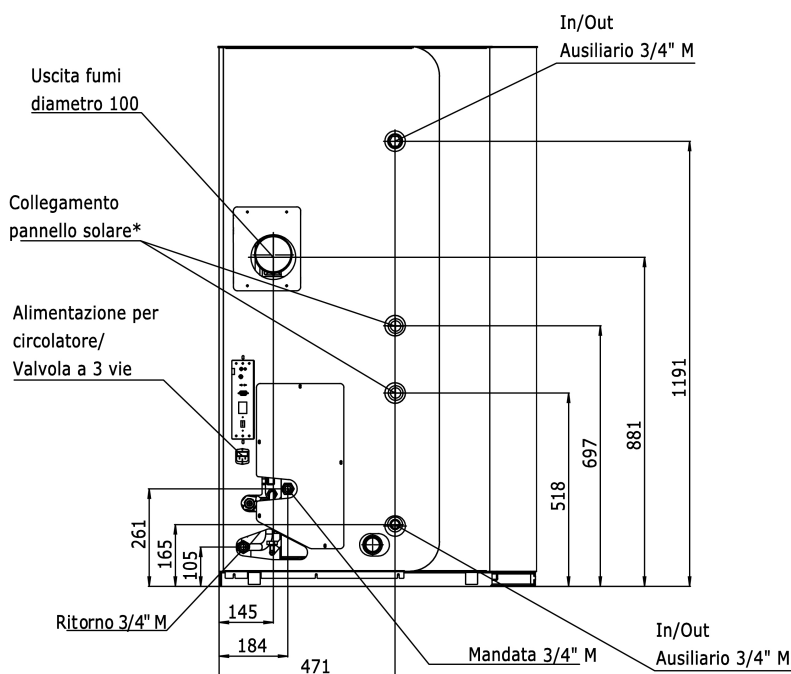 In/Out
Ausiliario 3/4" M
Uscita fumi
diametro 100
Collegamento
pannello solare*
Alimentazione per
circolatore/
Valvola a 3 vie
1191
881
697
518
261
165
105
145
Ritorno 3/4" M
184
Mandata 3/4" M
471
In/Out
Ausiliario 3/4" M